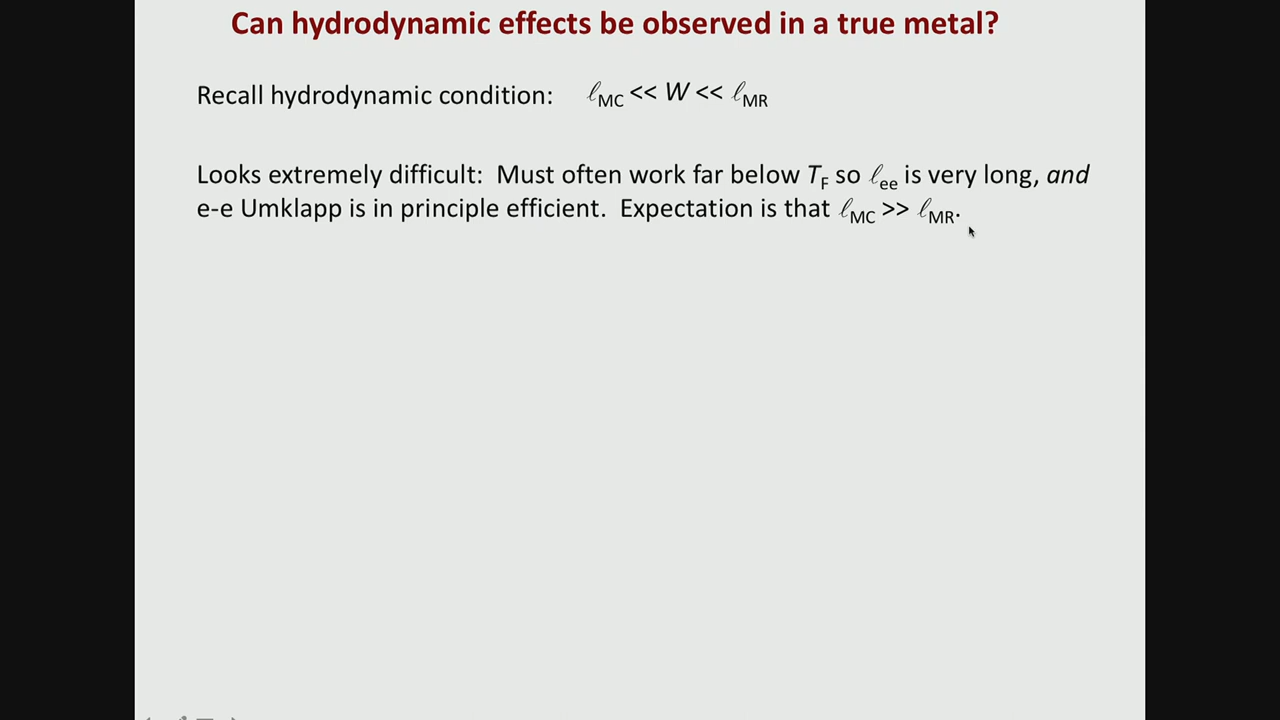 Can hydrodynamic effects be observed in a true metal?
Recall hydrodynamic condition: ℓMC << W << ℓMR
Looks extremely difficult: Must often work far below TF so ℓee is very long, and
e-e Umklapp is in principle efficient. Expectation is that ℓMC >> ℓMR.